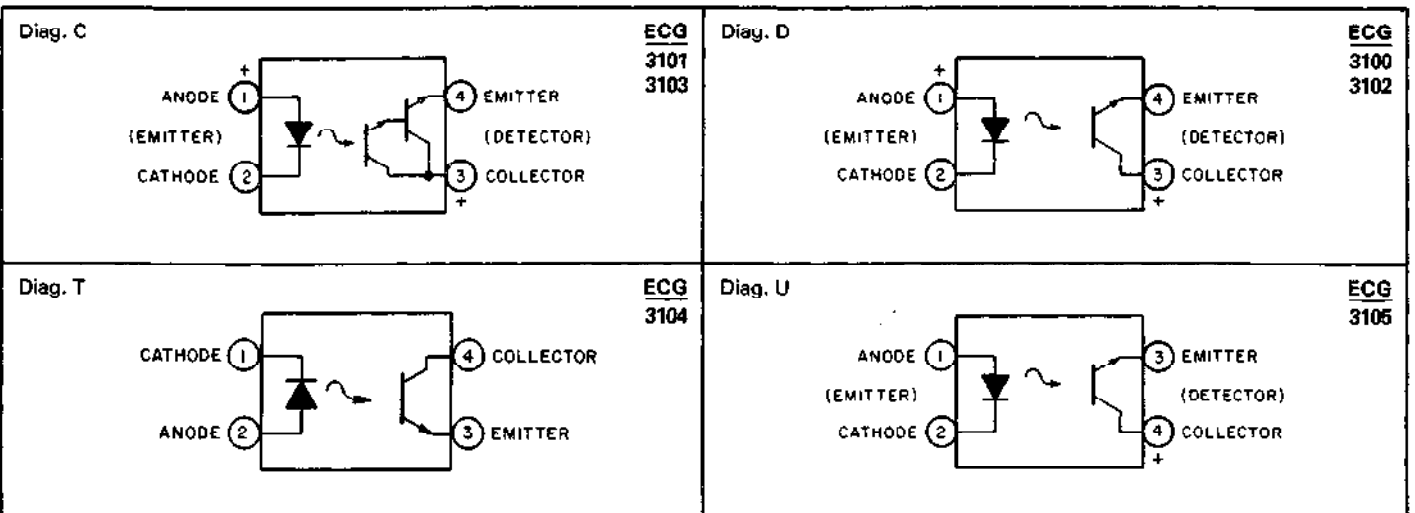 Diag. C
ECG
3101
3103
+
ANODE 1
4 EMITTER
(EMITTER)
(DETECTOR)
CATHODE 2
3 COLLECTOR
+
Diag. D
ECG
3100
3102
+
ANODE 1
4 EMITTER
(EMITTER)
(DETECTOR)
CATHODE 2
3 COLLECTOR
+
Diag. T
ECG
3104
CATHODE 1
4 COLLECTOR
ANODE 2
3 EMITTER
Diag. U
ECG
3105
ANODE 1
3 EMITTER
(EMITTER)
(DETECTOR)
CATHODE 2
4 COLLECTOR
+